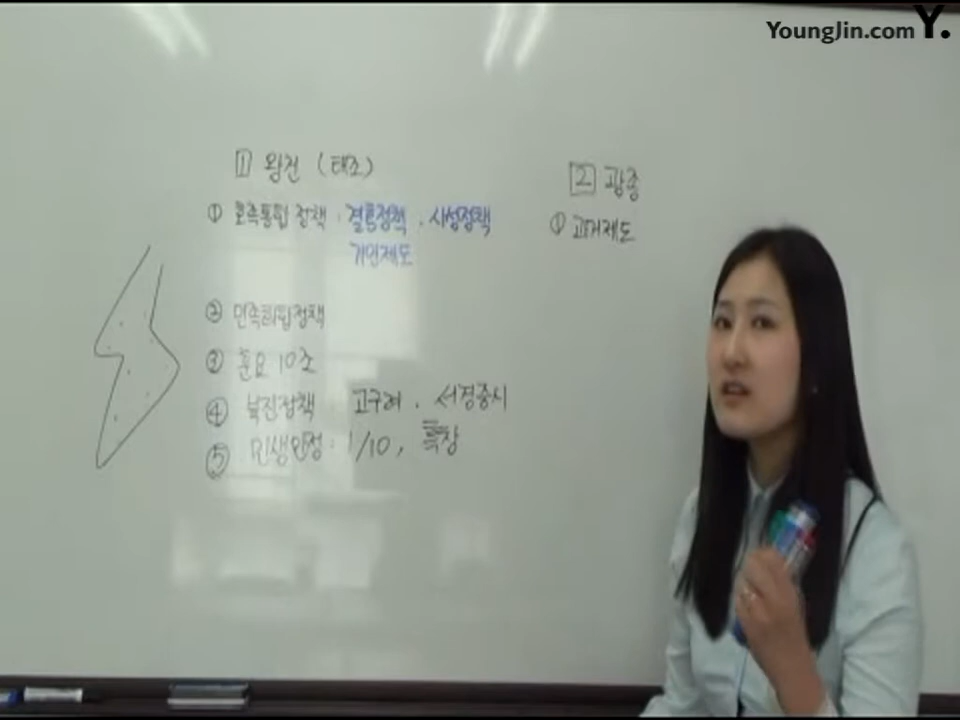 YoungJin.com Y.
1 왕건 (태조)
① 호족통합 정책 · 결혼정책 . 사성정책
기인제도
② 민족화합정책
③ 훈요 10조
④ 북진정책 고구려 . 서경중시
⑤ 민생안정 : 1/10, 흑창
2 광종
① 과거제도